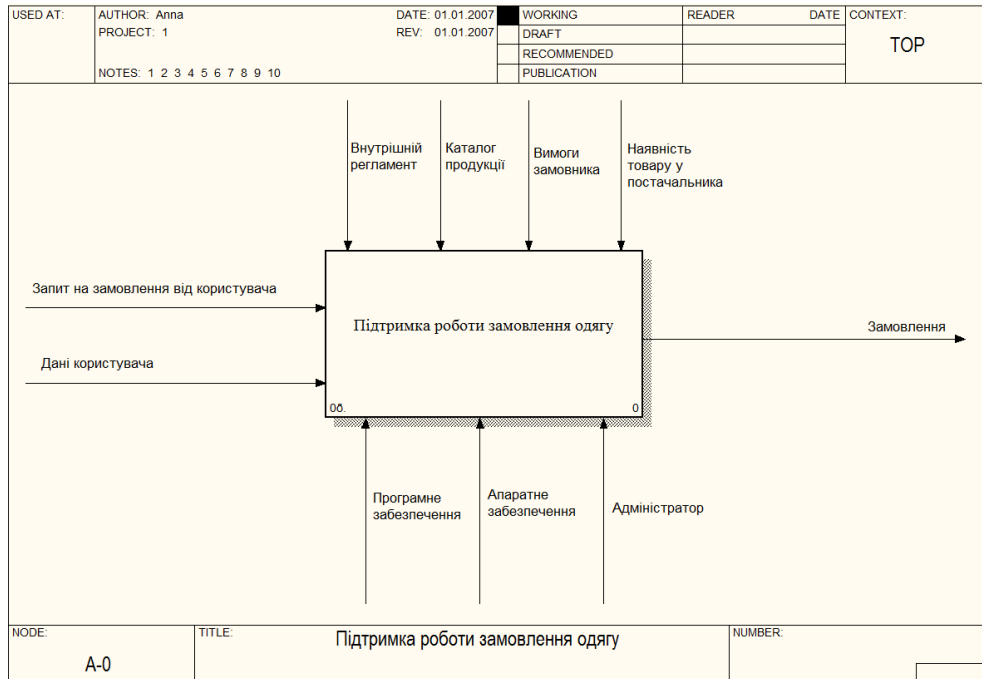 USED AT:
AUTHOR: Anna
DATE: 01.01.2007
WORKING
READER
DATE
CONTEXT:
PROJECT: 1
REV: 01.01.2007
DRAFT
TOP
RECOMMENDED
NOTES: 1 2 3 4 5 6 7 8 9 10
PUBLICATION
Внутрішній
регламент
Каталог
продукції
Вимоги
замовника
Наявність
товару у
постачальника
Запит на замовлення від користувача
Підтримка роботи замовлення одягу
Замовлення
Дані користувача
0б.
0
Програмне
забезпечення
Апаратне
забезпечення
Адміністратор
NODE:
TITLE:
Підтримка роботи замовлення одягу
NUMBER:
A-0